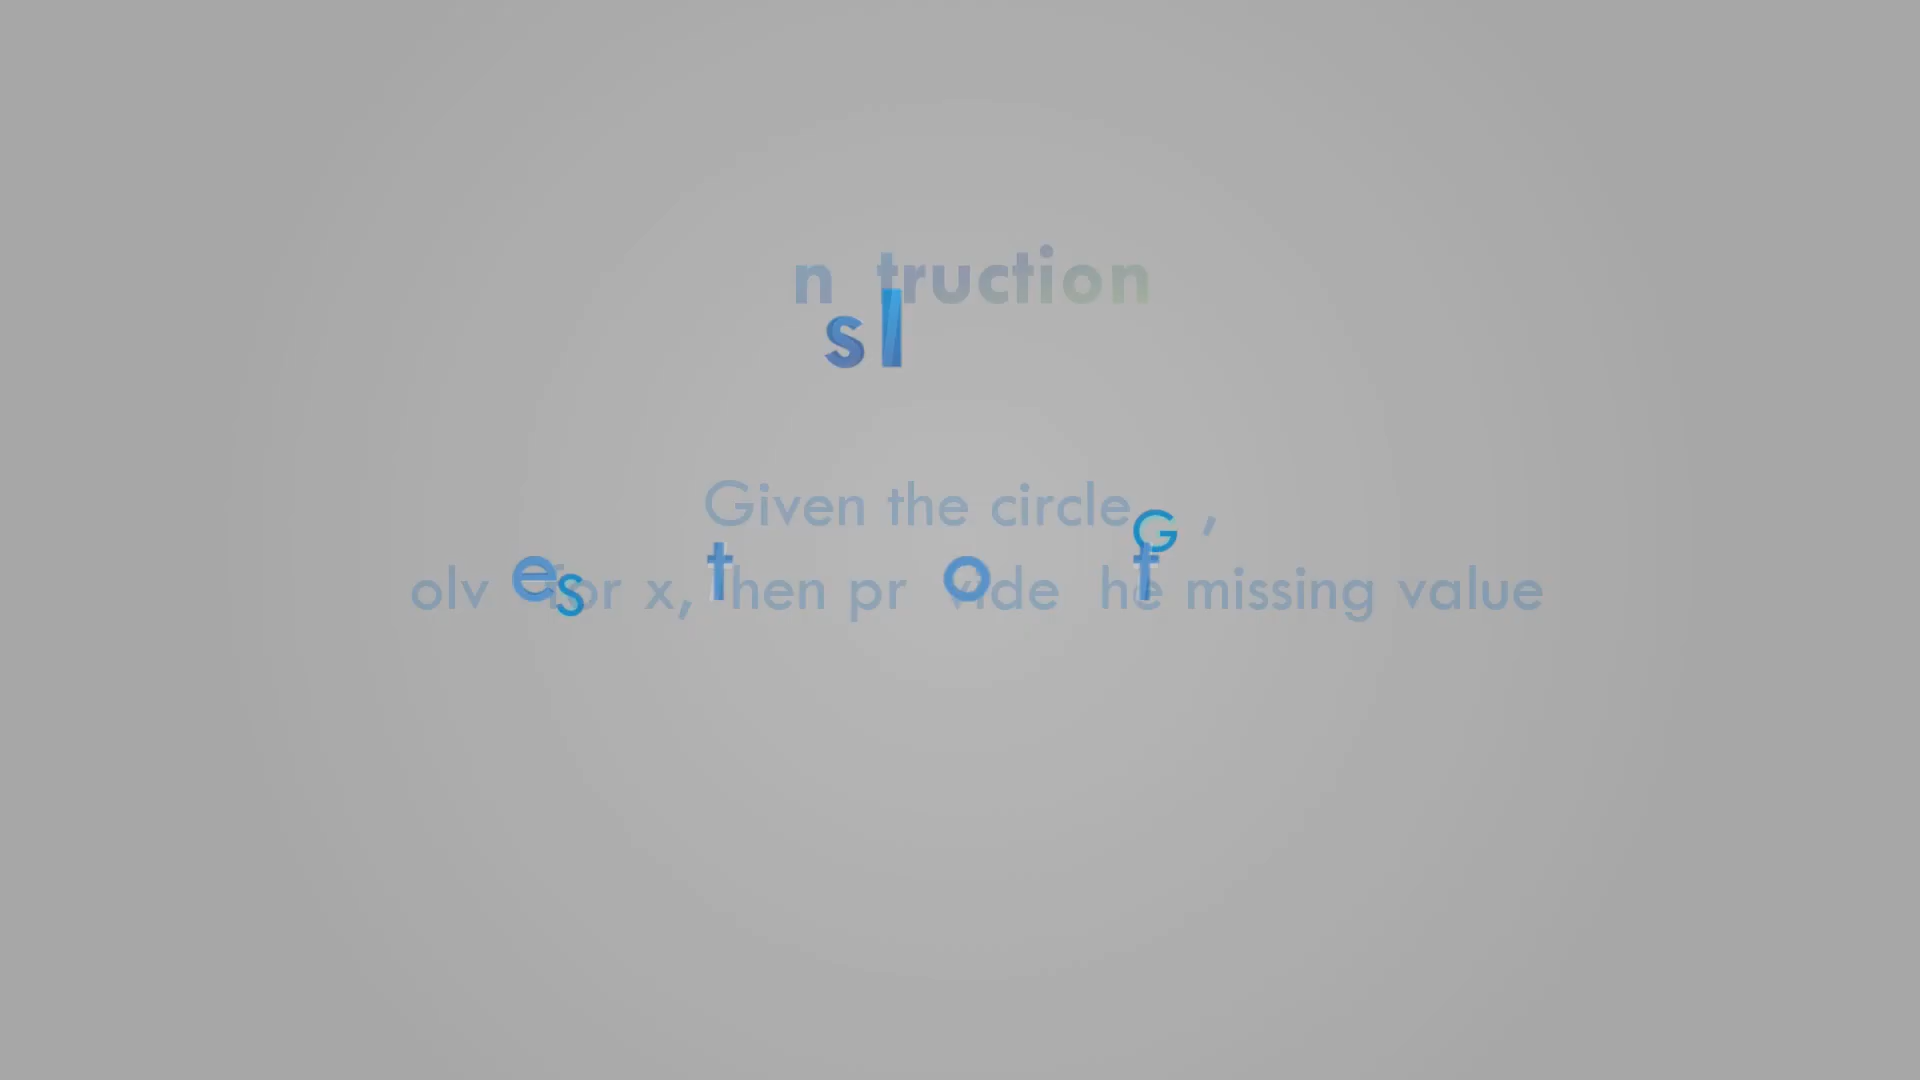 Instruction
Given the circle G,
solve for x, then provide the missing value